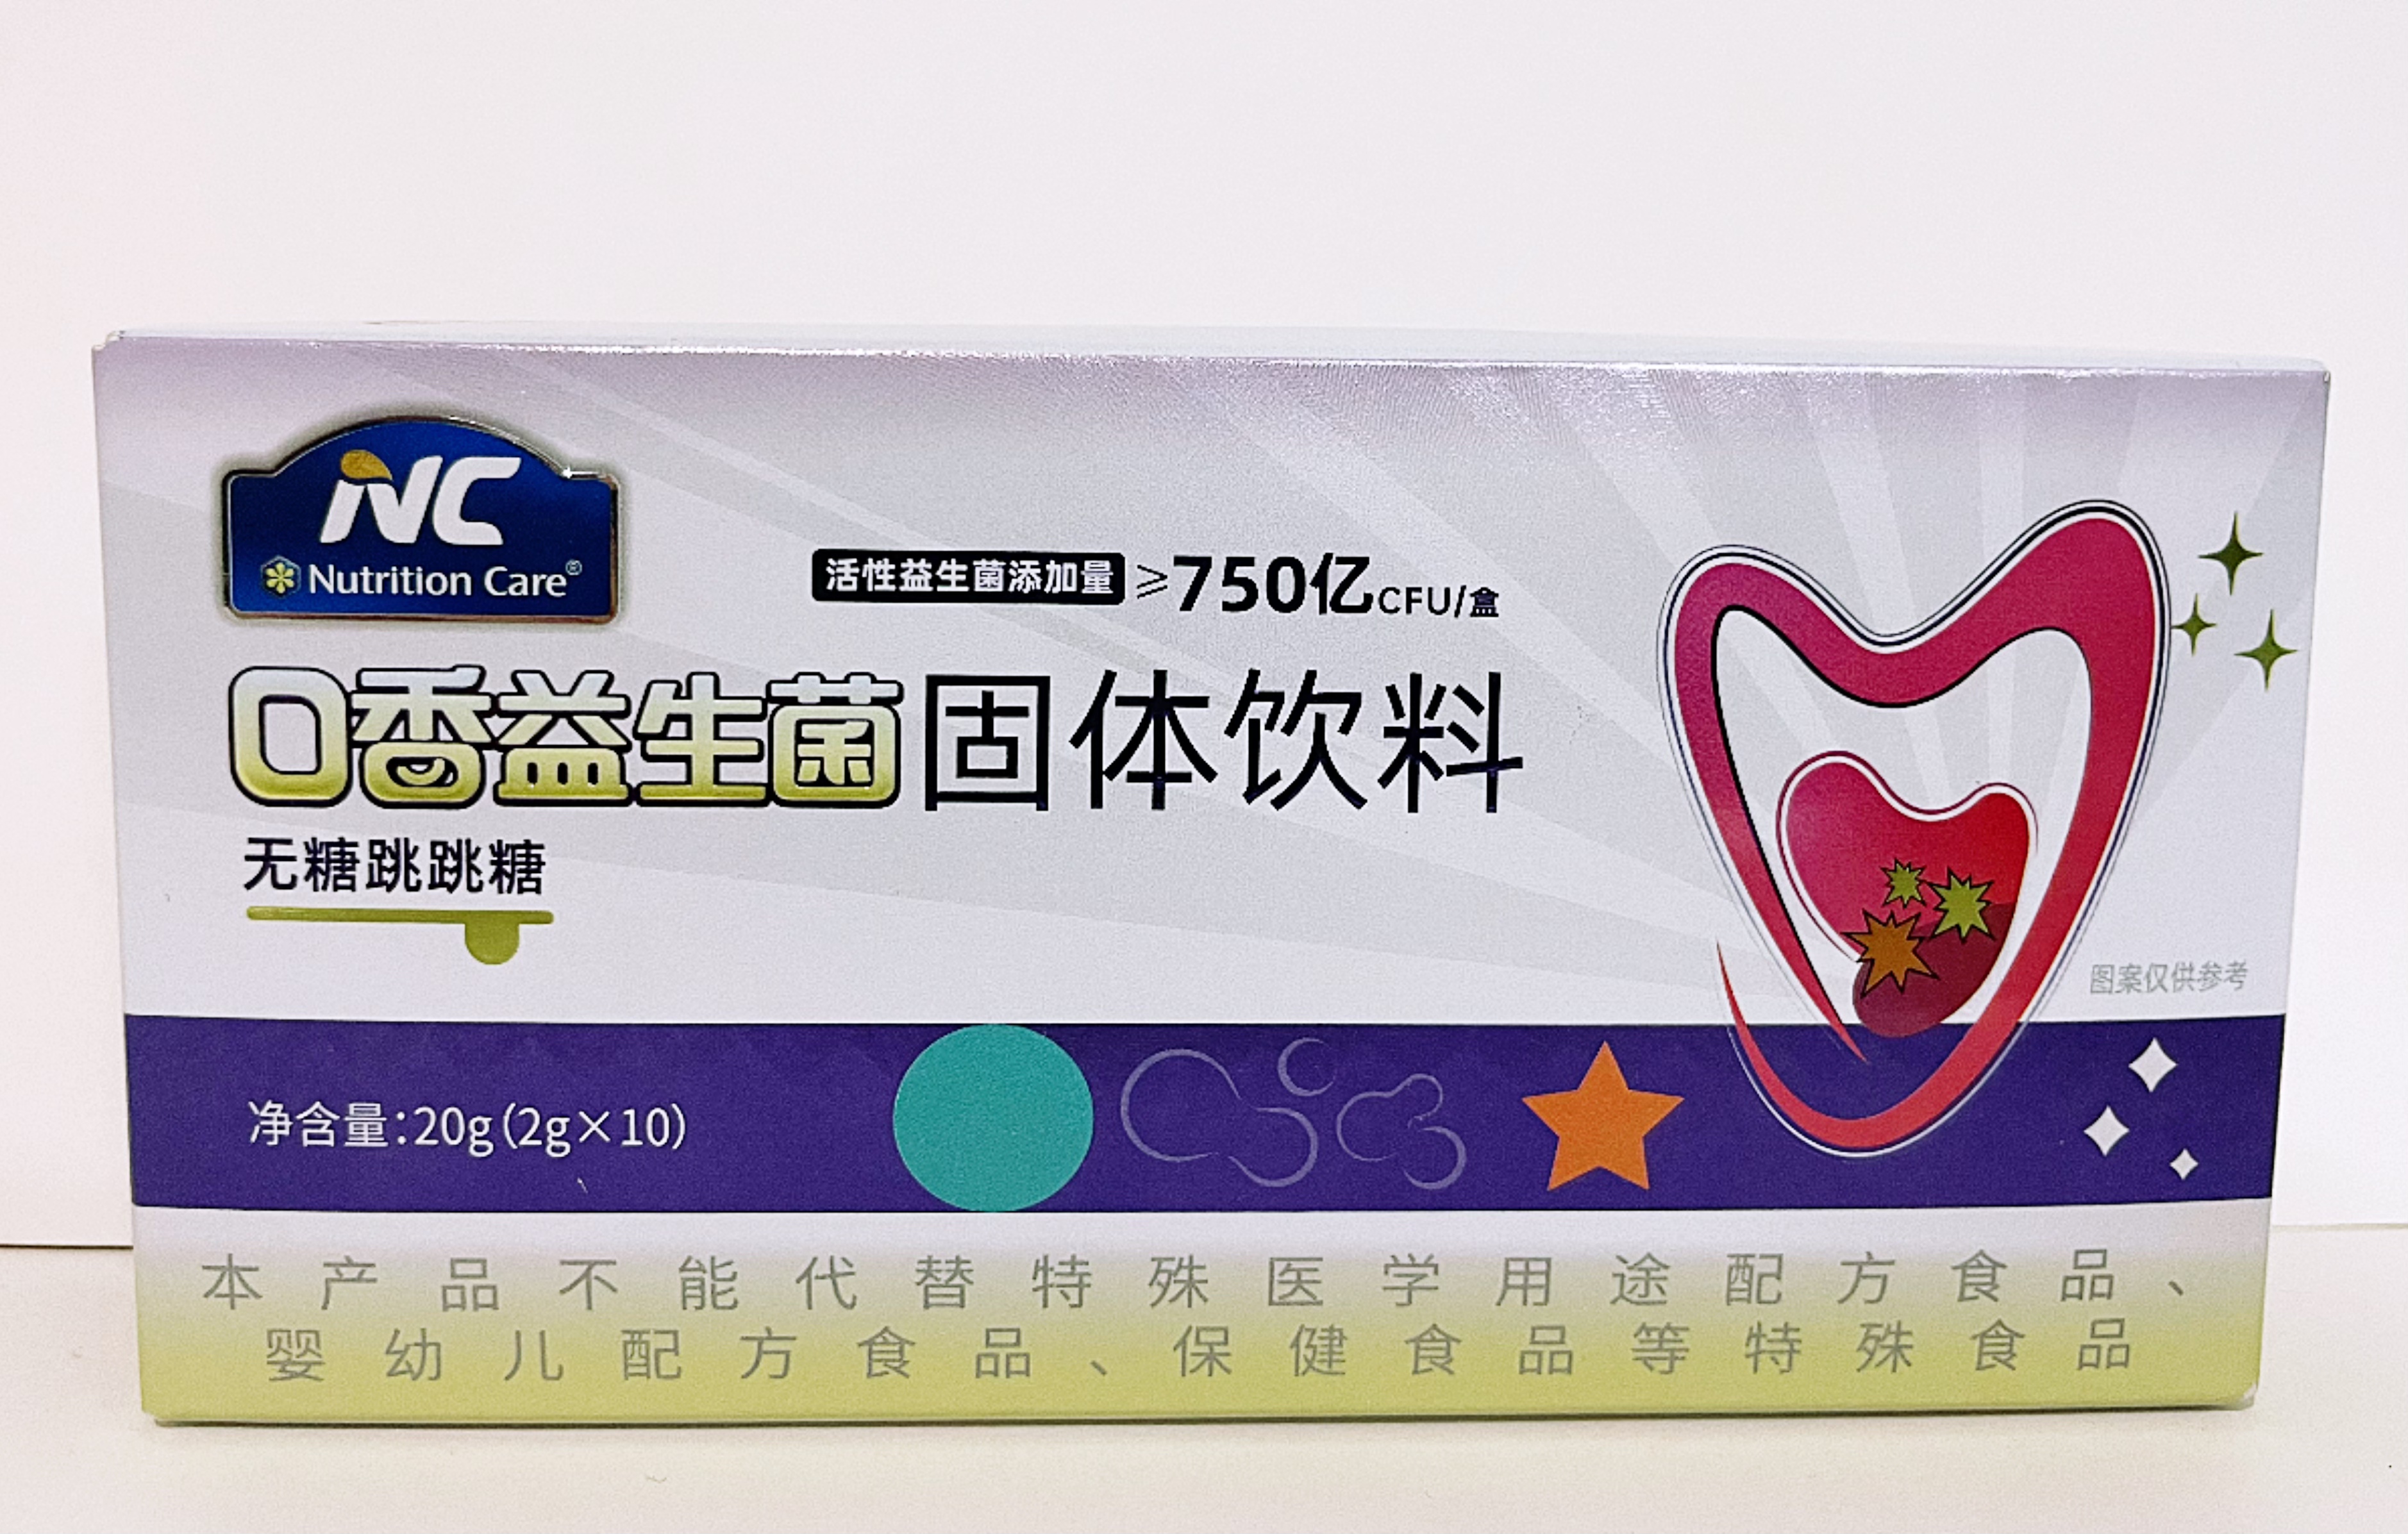 NC
Nutrition Care®
活性益生菌添加量≥750亿CFU/盒
口香益生菌固体饮料
无糖跳跳糖
图案仅供参考
净含量:20g(2g×10)
本产品不能代替特殊医学用途配方食品、
婴幼儿配方食品、保健食品等特殊食品